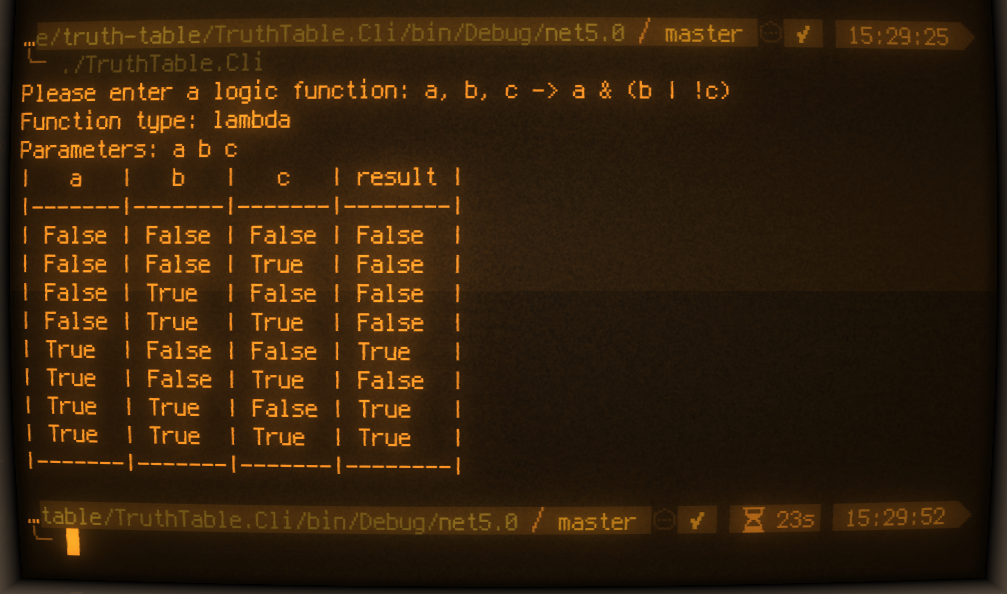 …e/truth-table/TruthTable.Cli/bin/Debug/net5.0 / master ✔ 15:29:25
╰─ ./TruthTable.Cli
Please enter a logic function: a, b, c -> a & (b | !c)
Function type: lambda
Parameters: a b c
|   a   |   b   |   c   | result |
|-------|-------|-------|--------|
| False | False | False | False  |
| False | False | True  | False  |
| False | True  | False | False  |
| False | True  | True  | False  |
| True  | False | False | True   |
| True  | False | True  | False  |
| True  | True  | False | True   |
| True  | True  | True  | True   |
|-------|-------|-------|--------|
…table/TruthTable.Cli/bin/Debug/net5.0 / master ✔ ⌛ 23s 15:29:52
╰─